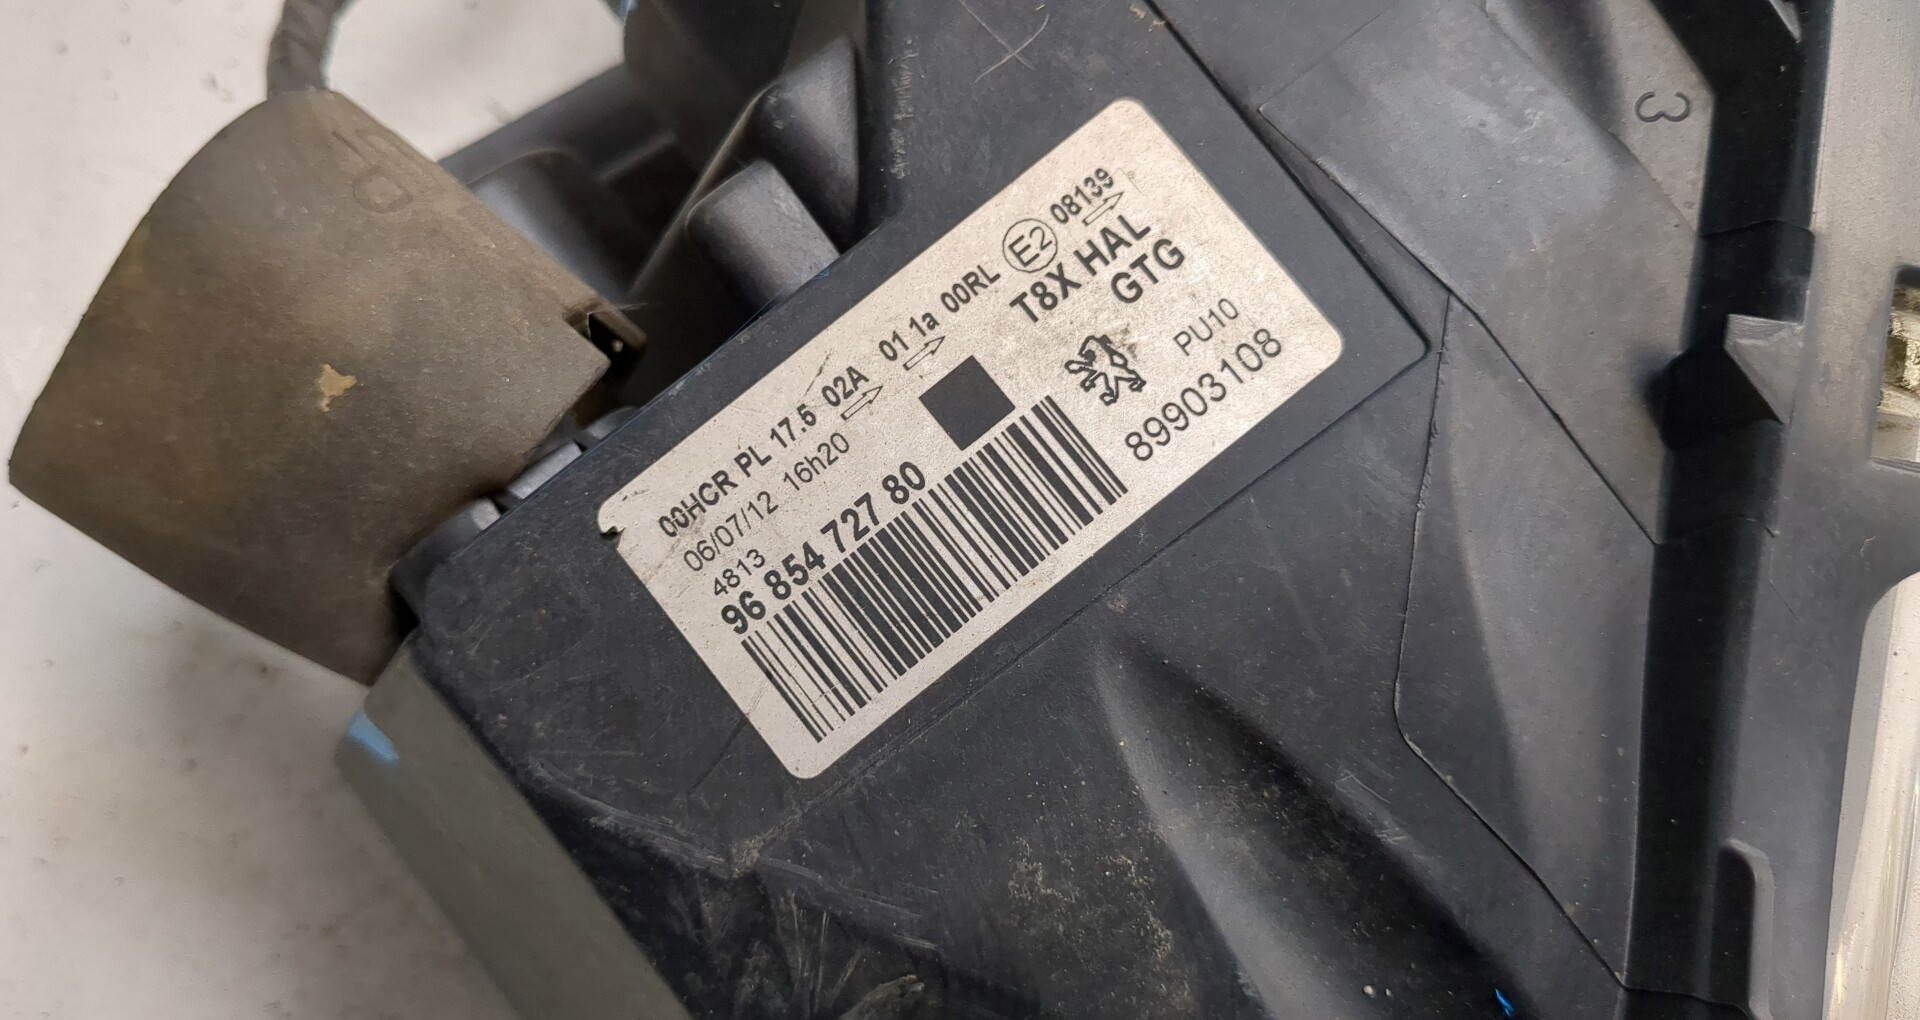 00HCR PL 17.5 02A 01 1a 00RL E2 08139
06/07/12 16h20
T8X HAL
4813
GTG
96 854 727 80
PU10
89903108
3